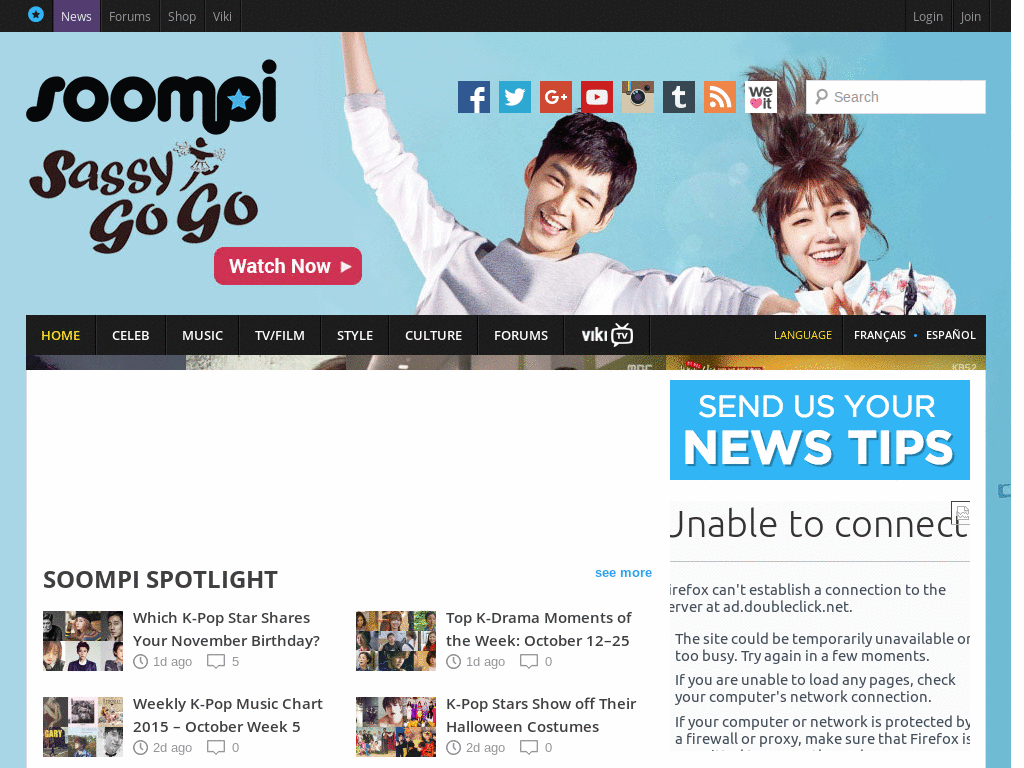 News
Forums
Shop
Viki
Login
Join
soompi
Search
we
it
Sassy
Go Go
Watch Now
HOME
CELEB
MUSIC
TV/FILM
STYLE
CULTURE
FORUMS
VIKI TV
LANGUAGE
FRANÇAIS • ESPAÑOL
SEND US YOUR
NEWS TIPS
Unable to connect
irefox can't establish a connection to the
erver at ad.doubleclick.net.
The site could be temporarily unavailable or
too busy. Try again in a few moments.
If you are unable to load any pages, check
your computer's network connection.
If your computer or network is protected by
a firewall or proxy, make sure that Firefox is
SOOMPI SPOTLIGHT
see more
Which K-Pop Star Shares
Your November Birthday?
1d ago 5
Top K-Drama Moments of
the Week: October 12–25
1d ago 0
Weekly K-Pop Music Chart
2015 – October Week 5
2d ago 0
K-Pop Stars Show off Their
Halloween Costumes
2d ago 0